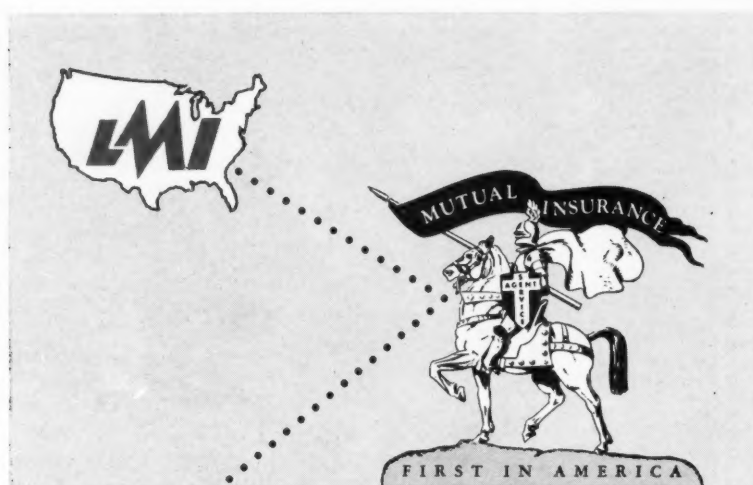 LMI
MUTUAL INSURANCE
AGENT
SERVICE
FIRST IN AMERICA